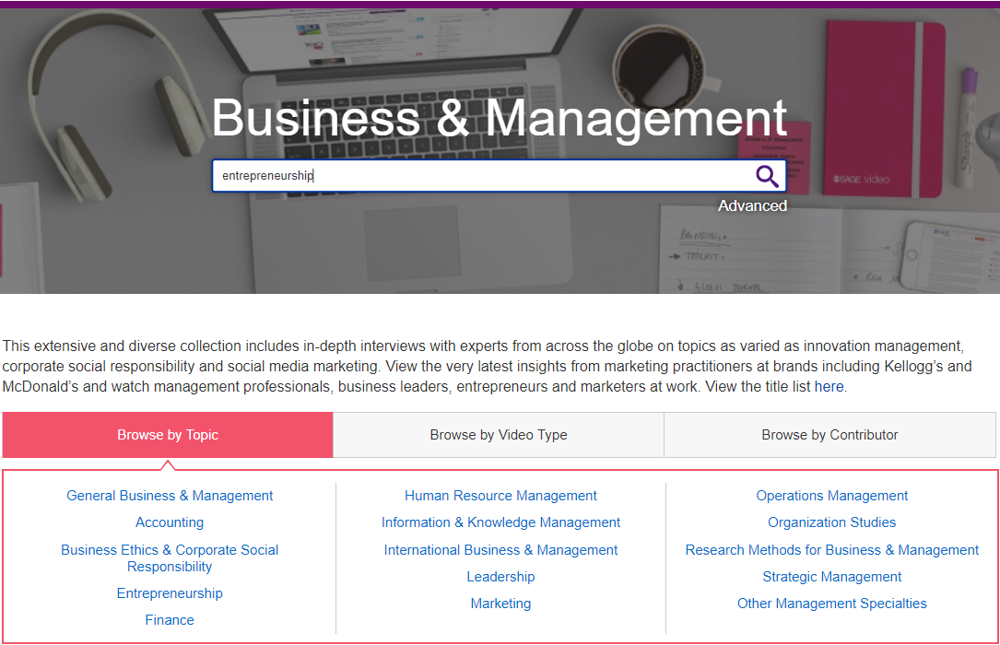 Business & Management
entrepreneurship
Advanced
SAGE video
BRANDING
TOOLKIT
This extensive and diverse collection includes in-depth interviews with experts from across the globe on topics as varied as innovation management,
corporate social responsibility and social media marketing. View the very latest insights from marketing practitioners at brands including Kellogg’s and
McDonald’s and watch management professionals, business leaders, entrepreneurs and marketers at work. View the title list here.
Browse by Topic
Browse by Video Type
Browse by Contributor
General Business & Management
Accounting
Business Ethics & Corporate Social
Responsibility
Entrepreneurship
Finance
Human Resource Management
Information & Knowledge Management
International Business & Management
Leadership
Marketing
Operations Management
Organization Studies
Research Methods for Business & Management
Strategic Management
Other Management Specialties